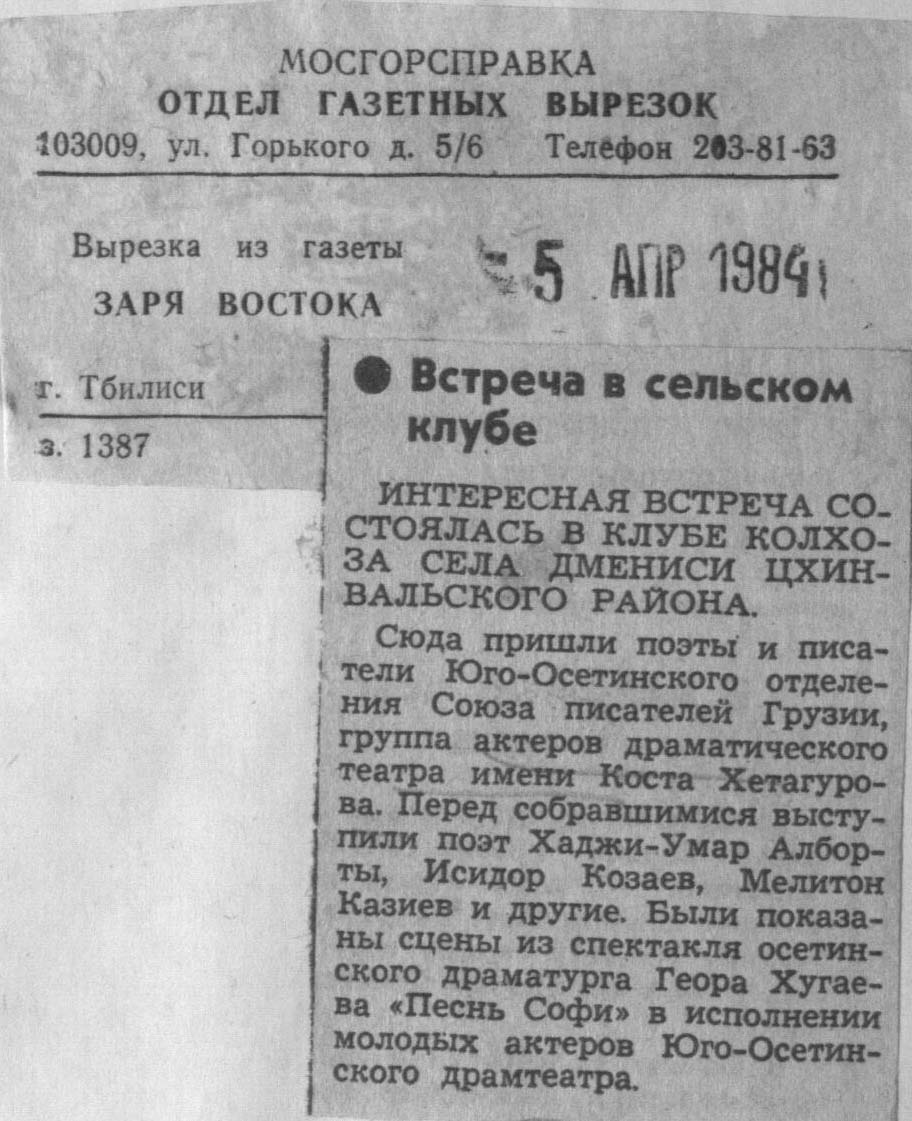 МОСГОРСПРАВКА
ОТДЕЛ ГАЗЕТНЫХ ВЫРЕЗОК
103009, ул. Горького д. 5/6 Телефон 203-81-63
Вырезка из газеты
ЗАРЯ ВОСТОКА
- 5 АПР 1984
г. Тбилиси
з. 1387
● Встреча в сельском
клубе
ИНТЕРЕСНАЯ ВСТРЕЧА СО-
СТОЯЛАСЬ В КЛУБЕ КОЛХО-
ЗА СЕЛА ДМЕНИСИ ЦХИН-
ВАЛЬСКОГО РАЙОНА.
Сюда пришли поэты и писа-
тели Юго-Осетинского отделе-
ния Союза писателей Грузии,
группа актеров драматического
театра имени Коста Хетагуро-
ва. Перед собравшимися высту-
пили поэт Хаджи-Умар Албор-
ты, Исидор Козаев, Мелитон
Казиев и другие. Были показа-
ны сцены из спектакля осетин-
ского драматурга Геора Хугае-
ва «Песнь Софи» в исполнении
молодых актеров Юго-Осетин-
ского драмтеатра.